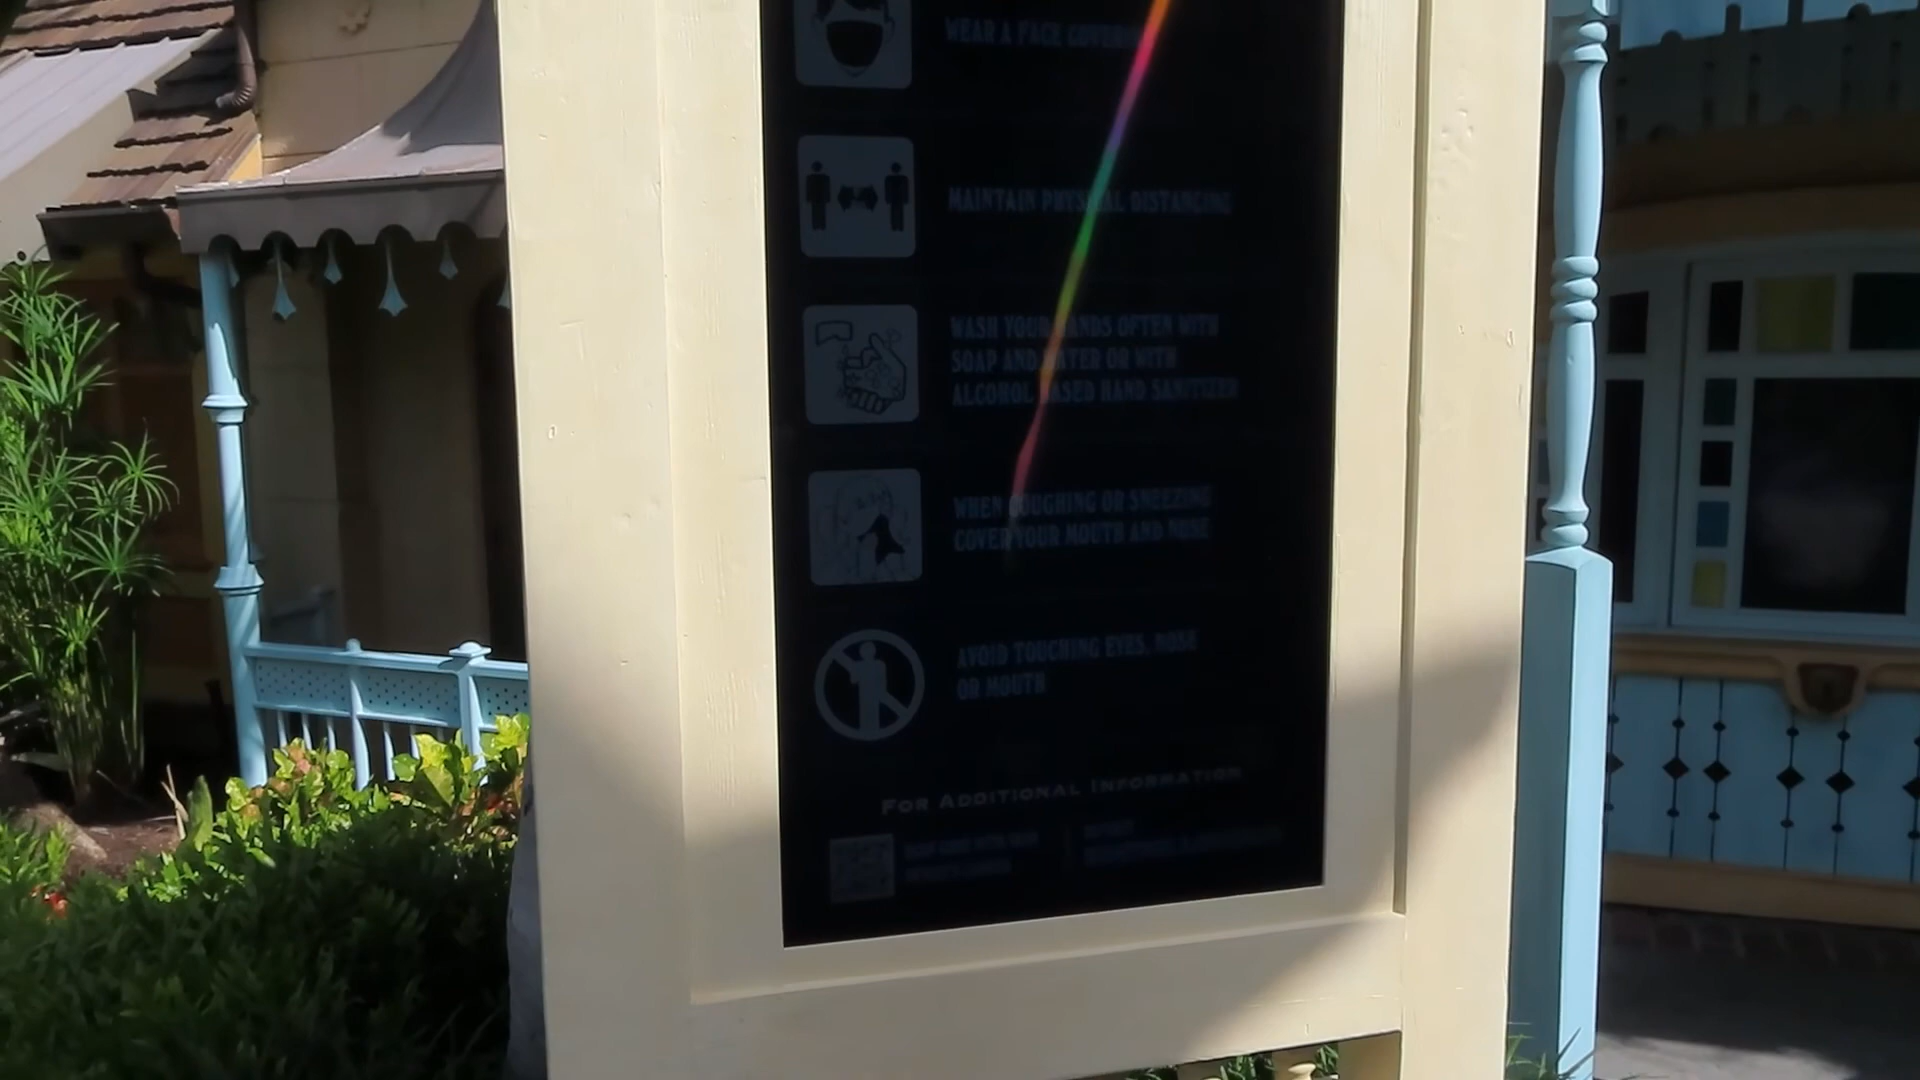 WEAR A FACE COVERING
MAINTAIN PHYSICAL DISTANCING
WASH YOUR HANDS OFTEN WITH
SOAP AND WATER OR WITH
ALCOHOL BASED HAND SANITIZER
WHEN COUGHING OR SNEEZING
COVER YOUR MOUTH AND NOSE
AVOID TOUCHING EYES, NOSE
OR MOUTH
FOR ADDITIONAL INFORMATION